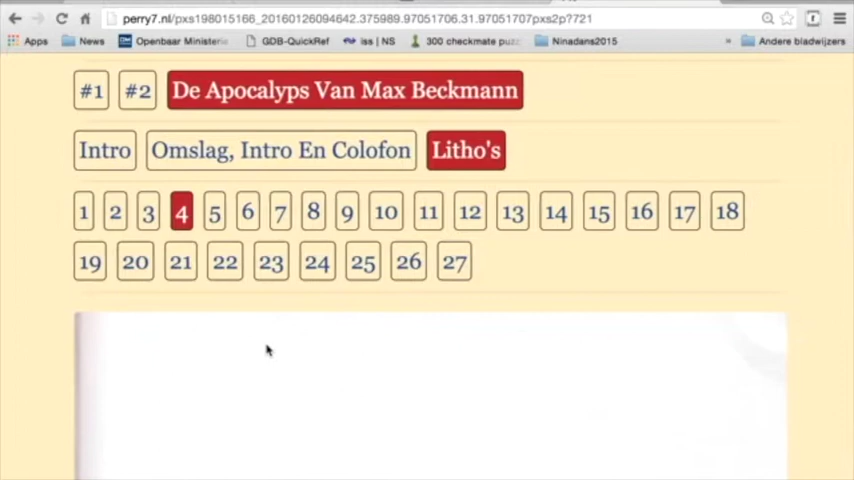 perry7.nl/pxs198015166_20160126094642.375989.97051706.31.97051707pxs2p?721
Apps News Openbaar Ministerie GDB-QuickRef iss | NS 300 checkmate puz Ninadans2015 » Andere bladwijzers
#1 #2 De Apocalyps Van Max Beckmann
Intro Omslag, Intro En Colofon Litho's
1 2 3 4 5 6 7 8 9 10 11 12 13 14 15 16 17 18
19 20 21 22 23 24 25 26 27